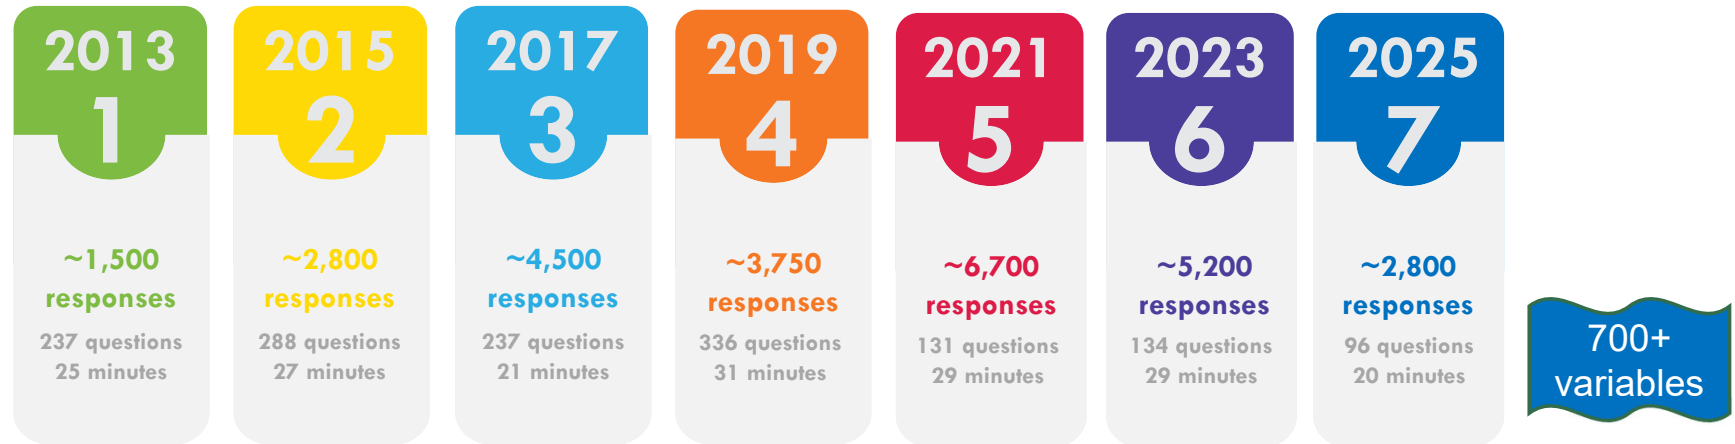 2013
1
~1,500
responses
237 questions
25 minutes
2015
2
~2,800
responses
288 questions
27 minutes
2017
3
~4,500
responses
237 questions
21 minutes
2019
4
~3,750
responses
336 questions
31 minutes
2021
5
~6,700
responses
131 questions
29 minutes
2023
6
~5,200
responses
134 questions
29 minutes
2025
7
~2,800
responses
96 questions
20 minutes
700+
variables